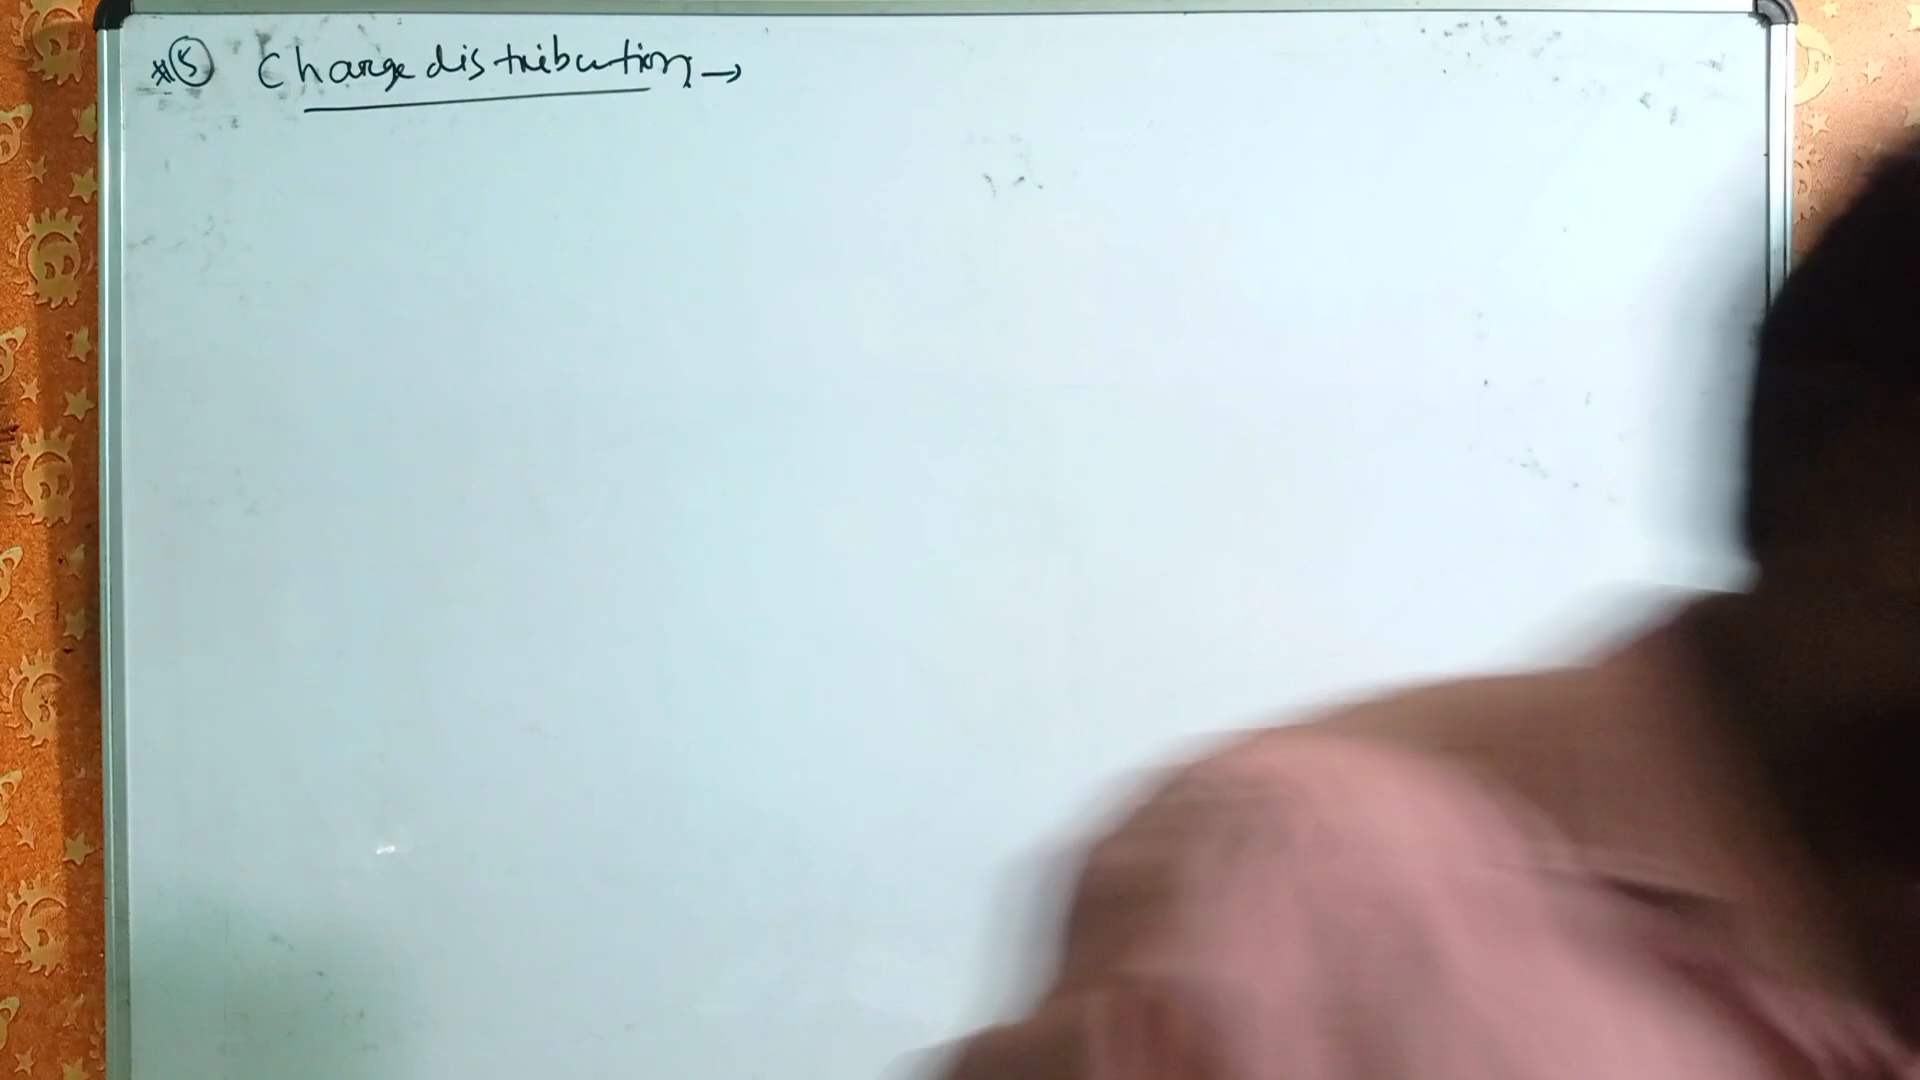 *⑤ Charge distribution; →